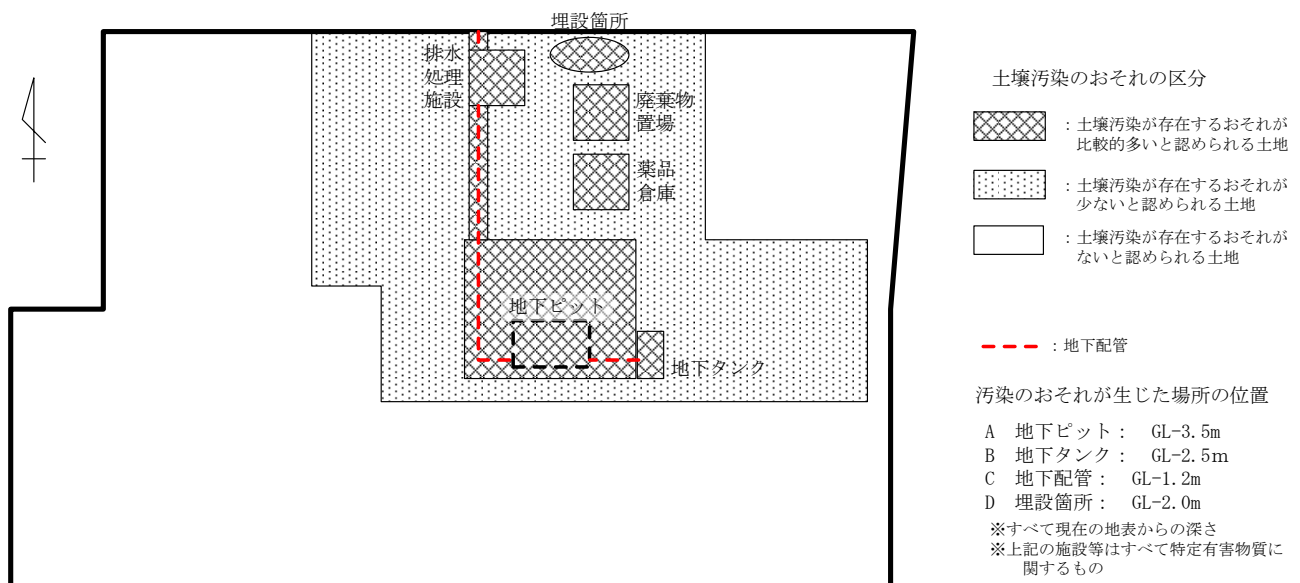 埋設箇所
排水
処理
施設
廃棄物
置場
薬品
倉庫
地下ピット
地下タンク
土壌汚染のおそれの区分
：土壌汚染が存在するおそれが
比較的多いと認められる土地
：土壌汚染が存在するおそれが
少ないと認められる土地
：土壌汚染が存在するおそれが
ないと認められる土地
：地下配管
汚染のおそれが生じた場所の位置
A 地下ピット： GL-3.5m
B 地下タンク： GL-2.5m
C 地下配管： GL-1.2m
D 埋設箇所： GL-2.0m
※すべて現在の地表からの深さ
※上記の施設等はすべて特定有害物質に
関するもの